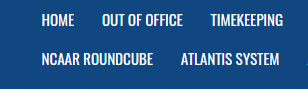 HOME OUT OF OFFICE TIMEKEEPING
NCAAR ROUNDCUBE ATLANTIS SYSTEM